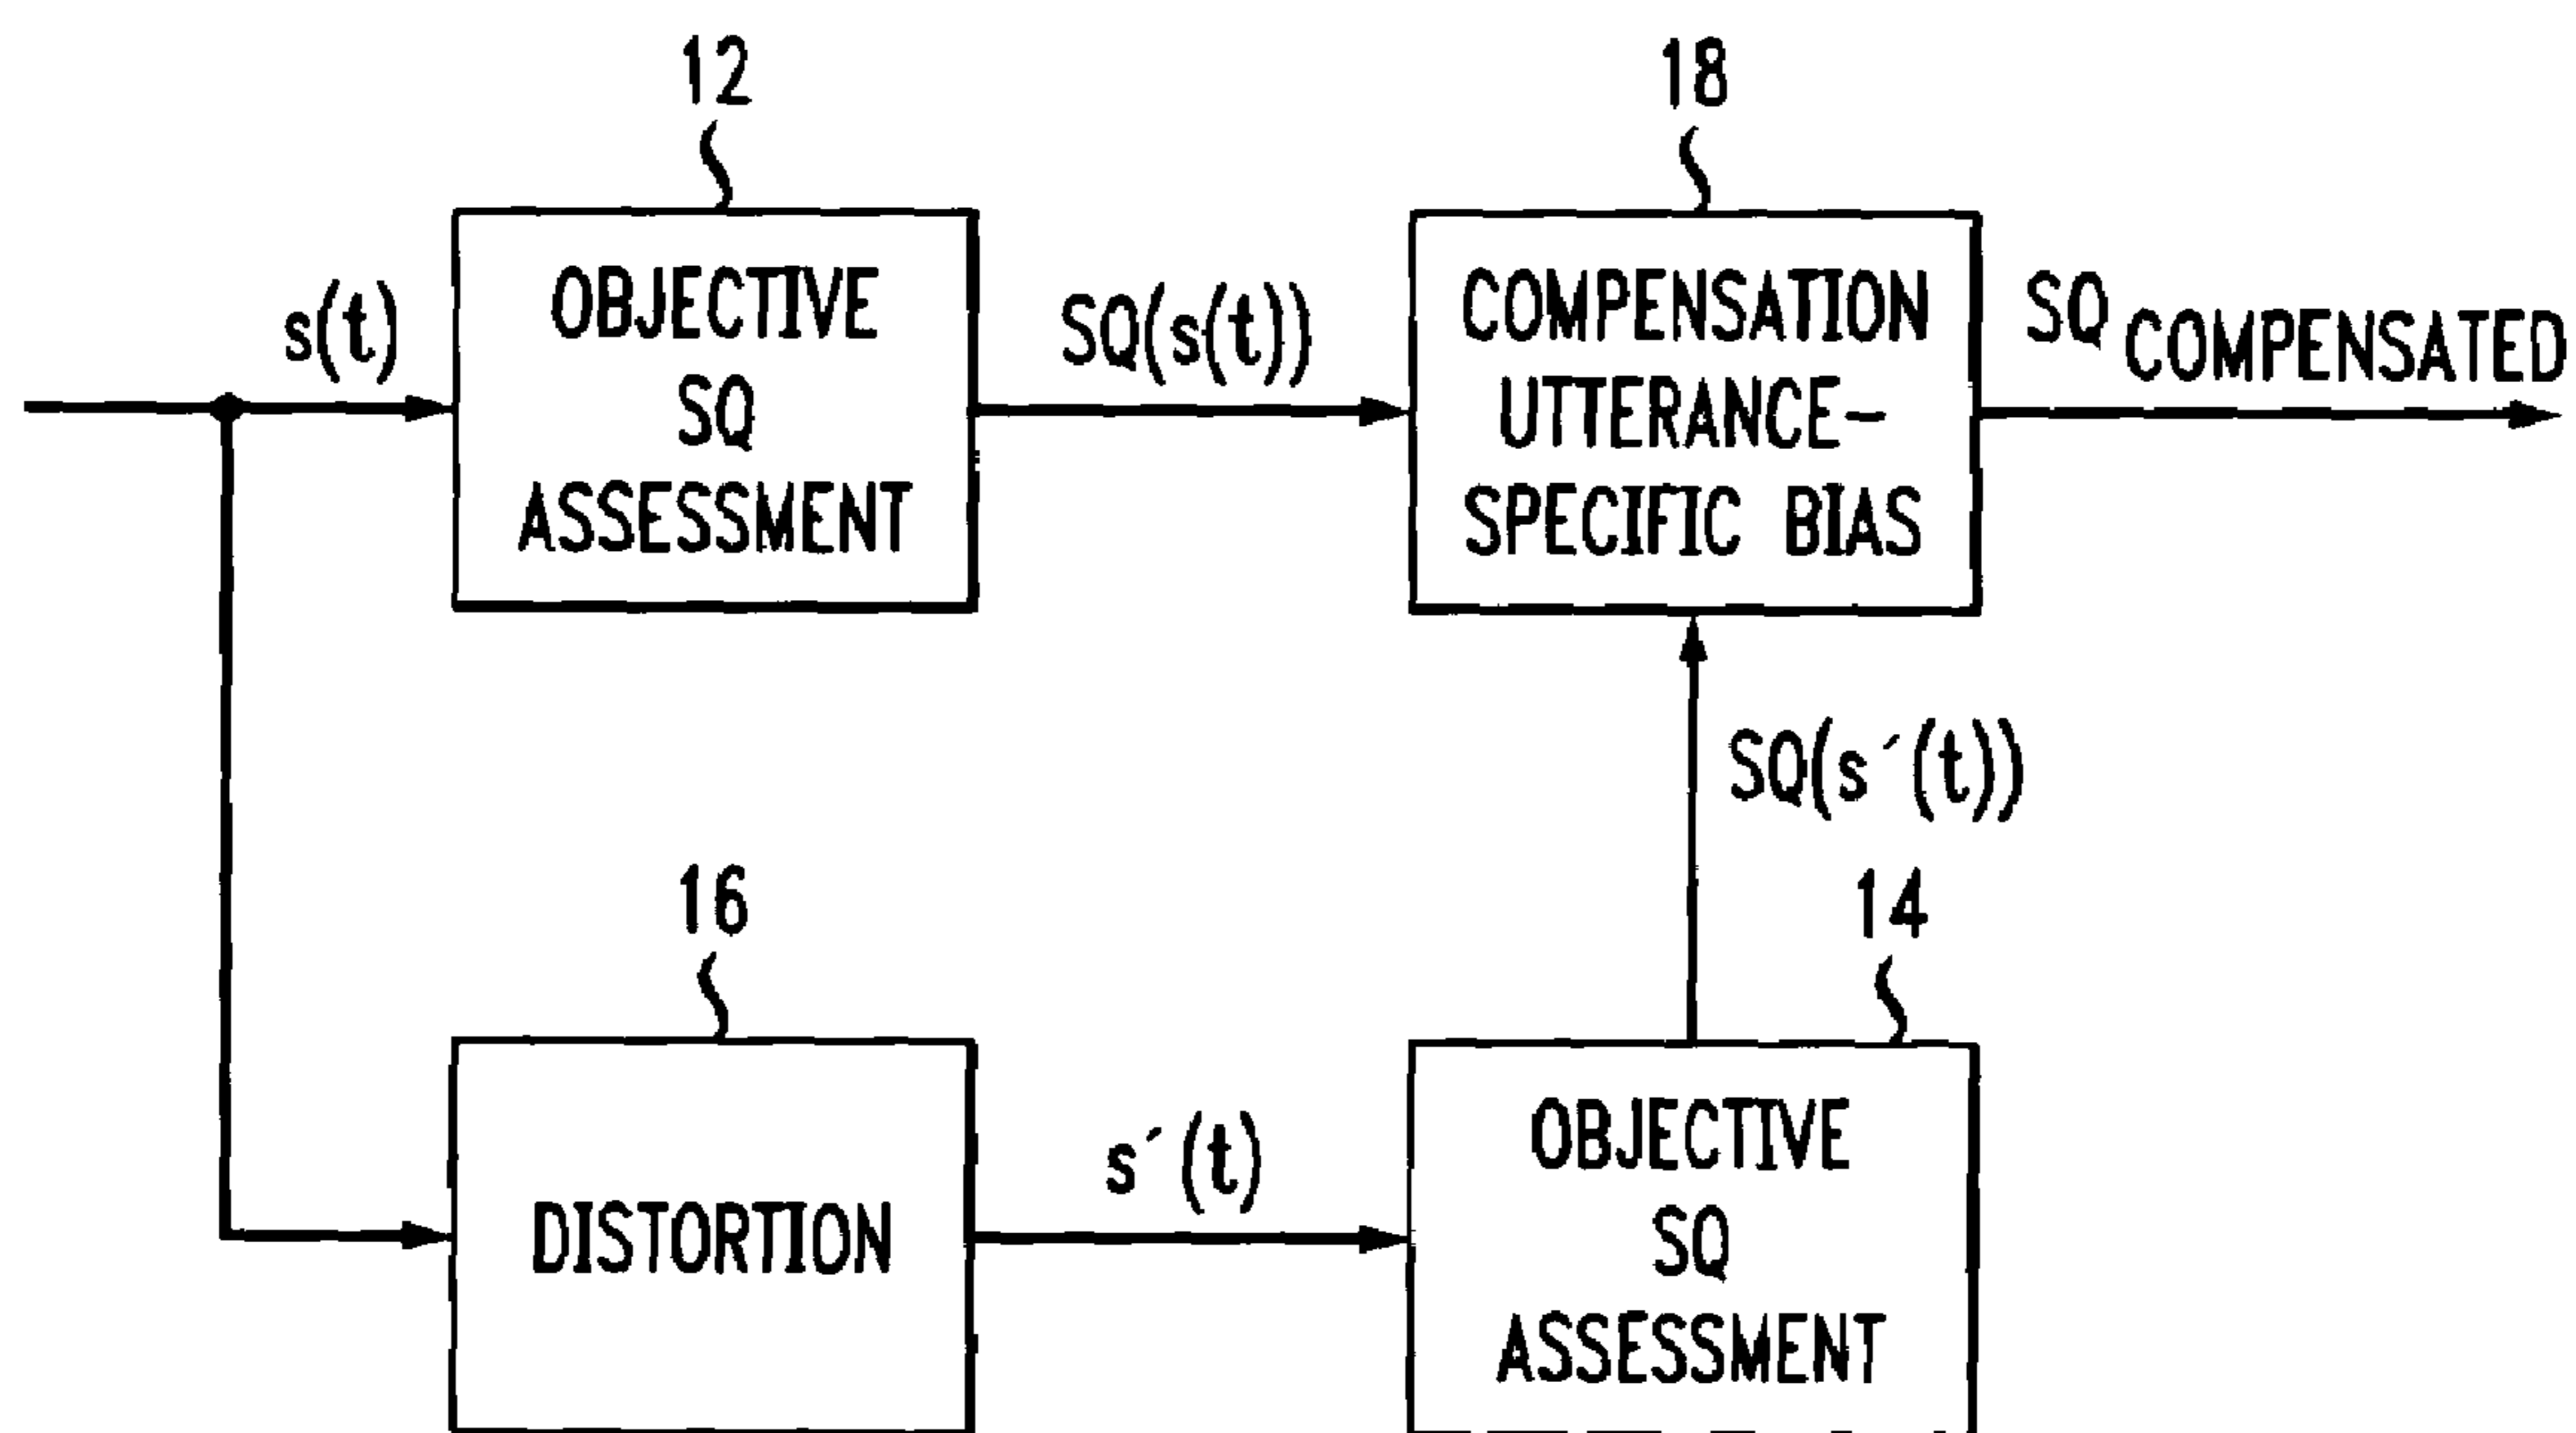 12
18
s(t)
OBJECTIVE
SQ
ASSESSMENT
SQ(s(t))
COMPENSATION
UTTERANCE-
SPECIFIC BIAS
SQ COMPENSATED
SQ(s´(t))
16
14
DISTORTION
s´(t)
OBJECTIVE
SQ
ASSESSMENT